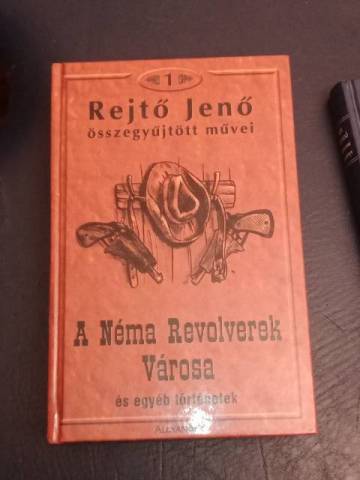 1
Rejtő Jenő
összegyűjtött művei
A Néma Revolverek
Városa
és egyéb történetek